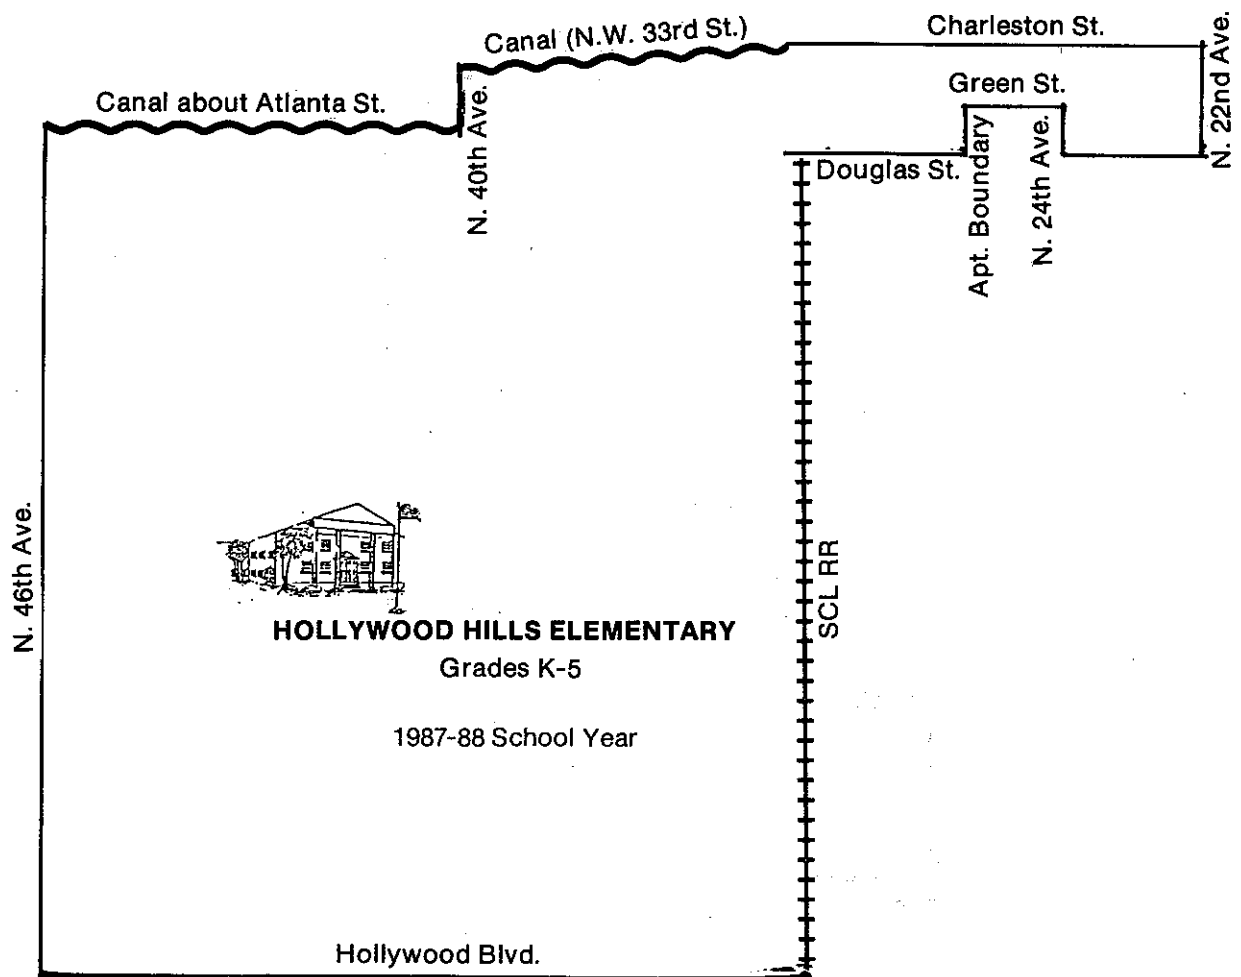 Canal (N.W. 33rd St.)
Charleston St.
N. 22nd Ave.
Canal about Atlanta St.
N. 40th Ave.
Green St.
Apt. Boundary
N. 24th Ave.
Douglas St.
N. 46th Ave.
SCL RR
HOLLYWOOD HILLS ELEMENTARY
Grades K-5
1987-88 School Year
Hollywood Blvd.